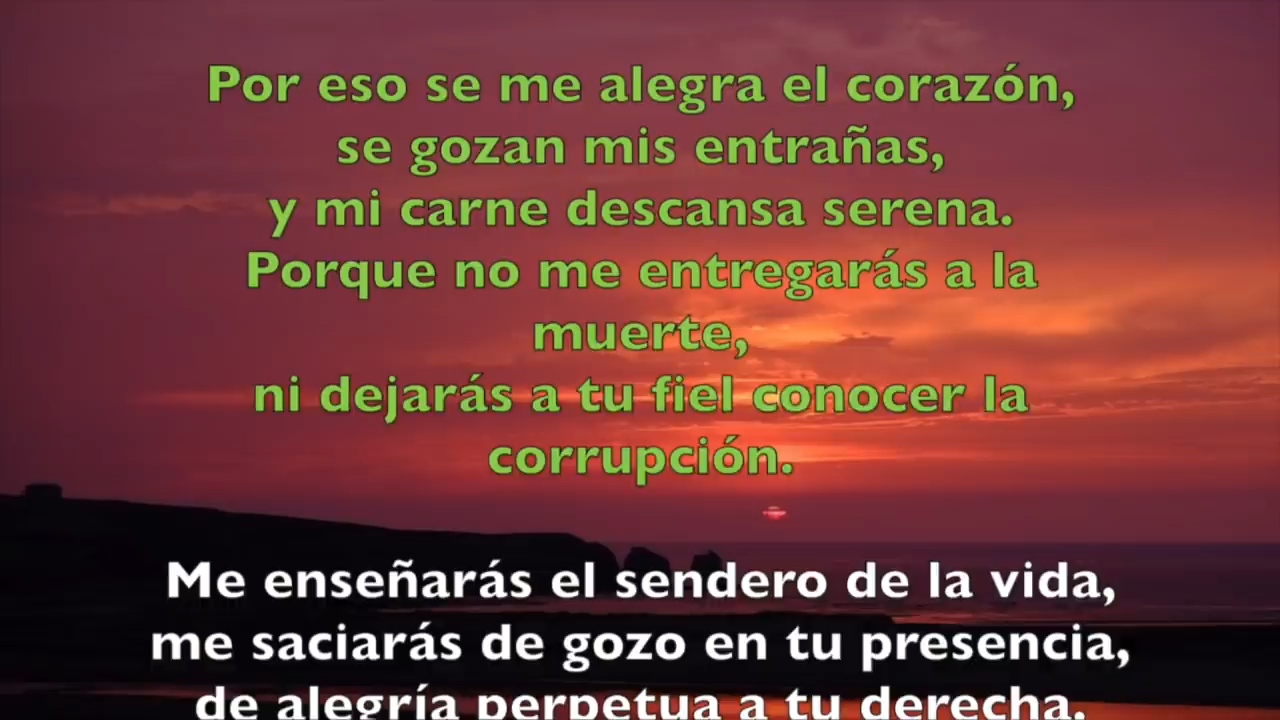 Por eso se me alegra el corazón,
se gozan mis entrañas,
y mi carne descansa serena.
Porque no me entregarás a la
muerte,
ni dejarás a tu fiel conocer la
corrupción.
Me enseñarás el sendero de la vida,
me saciarás de gozo en tu presencia,
de alegría perpetua a tu derecha.